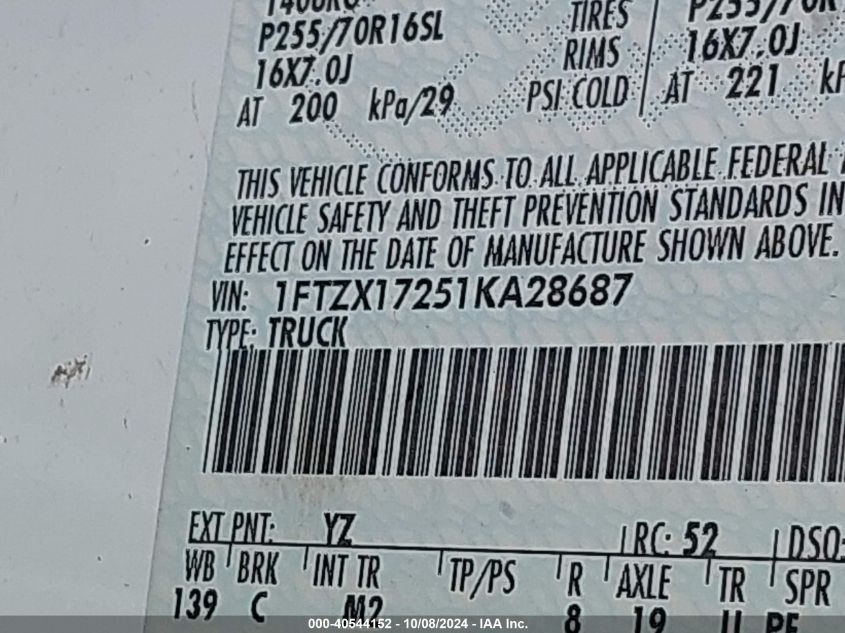 P255/70R16SL
16X7.0J
AT 200 kPa/29
TIRES
RIMS
PSI COLD
16X7.0J
AT 221
THIS VEHICLE CONFORMS TO ALL APPLICABLE FEDERAL
VEHICLE SAFETY AND THEFT PREVENTION STANDARDS IN
EFFECT ON THE DATE OF MANUFACTURE SHOWN ABOVE.
VIN: 1FTZX17251KA28687
TYPE: TRUCK
EXT PNT: YZ RC: 52 DSO:
WB BRK INT TR TP/PS R AXLE TR SPR
139 C M2 8 19 U
000-40544152 - 10/08/2024 - IAA Inc.